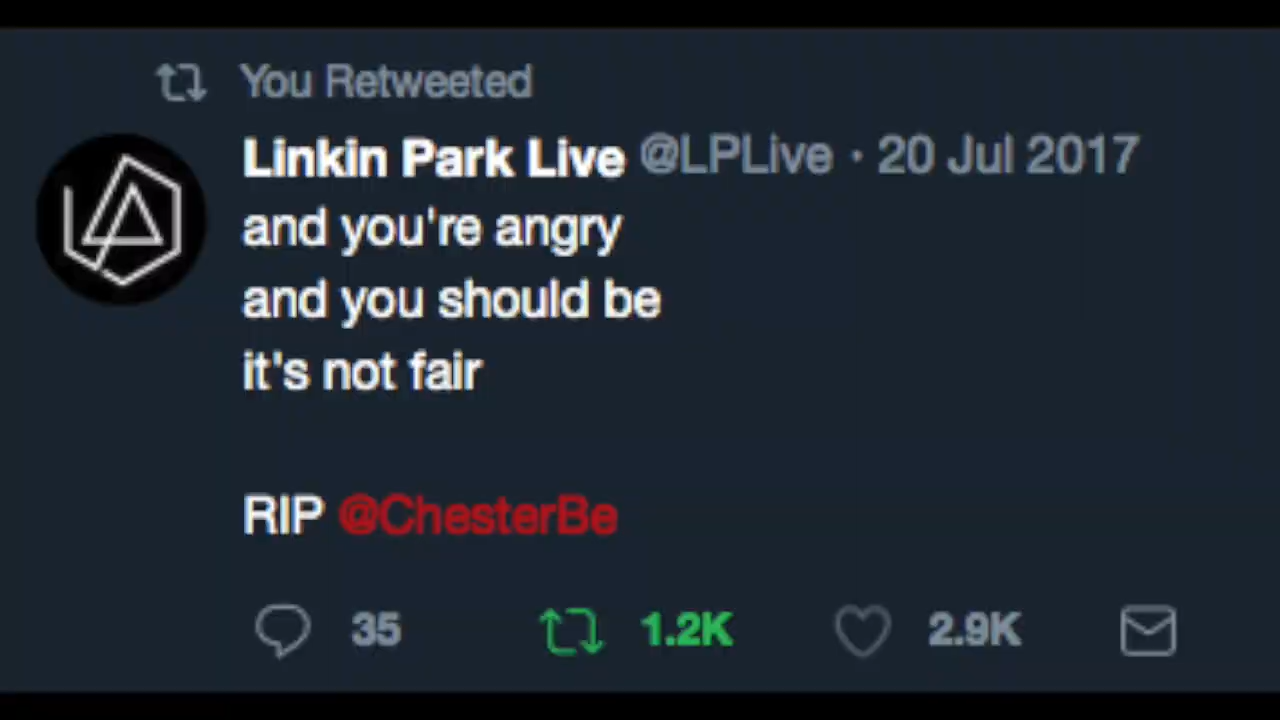 You Retweeted
Linkin Park Live @LPLive · 20 Jul 2017
and you're angry
and you should be
it's not fair
RIP @ChesterBe
35 1.2K 2.9K